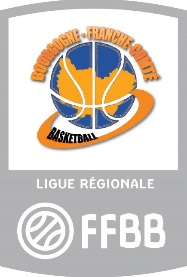 BOURGOGNE - FRANCHE-COMTÉ
BASKETBALL
LIGUE RÉGIONALE
FFBB